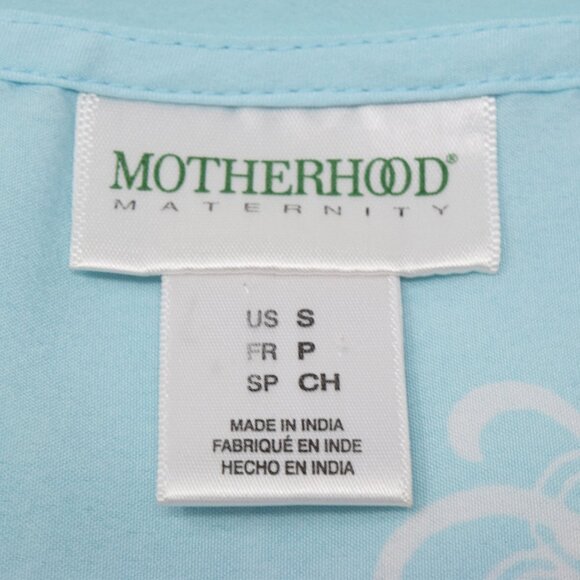 MOTHERHOOD®
MATERNITY
US S
FR P
SP CH
MADE IN INDIA
FABRIQUÉ EN INDE
HECHO EN INDIA